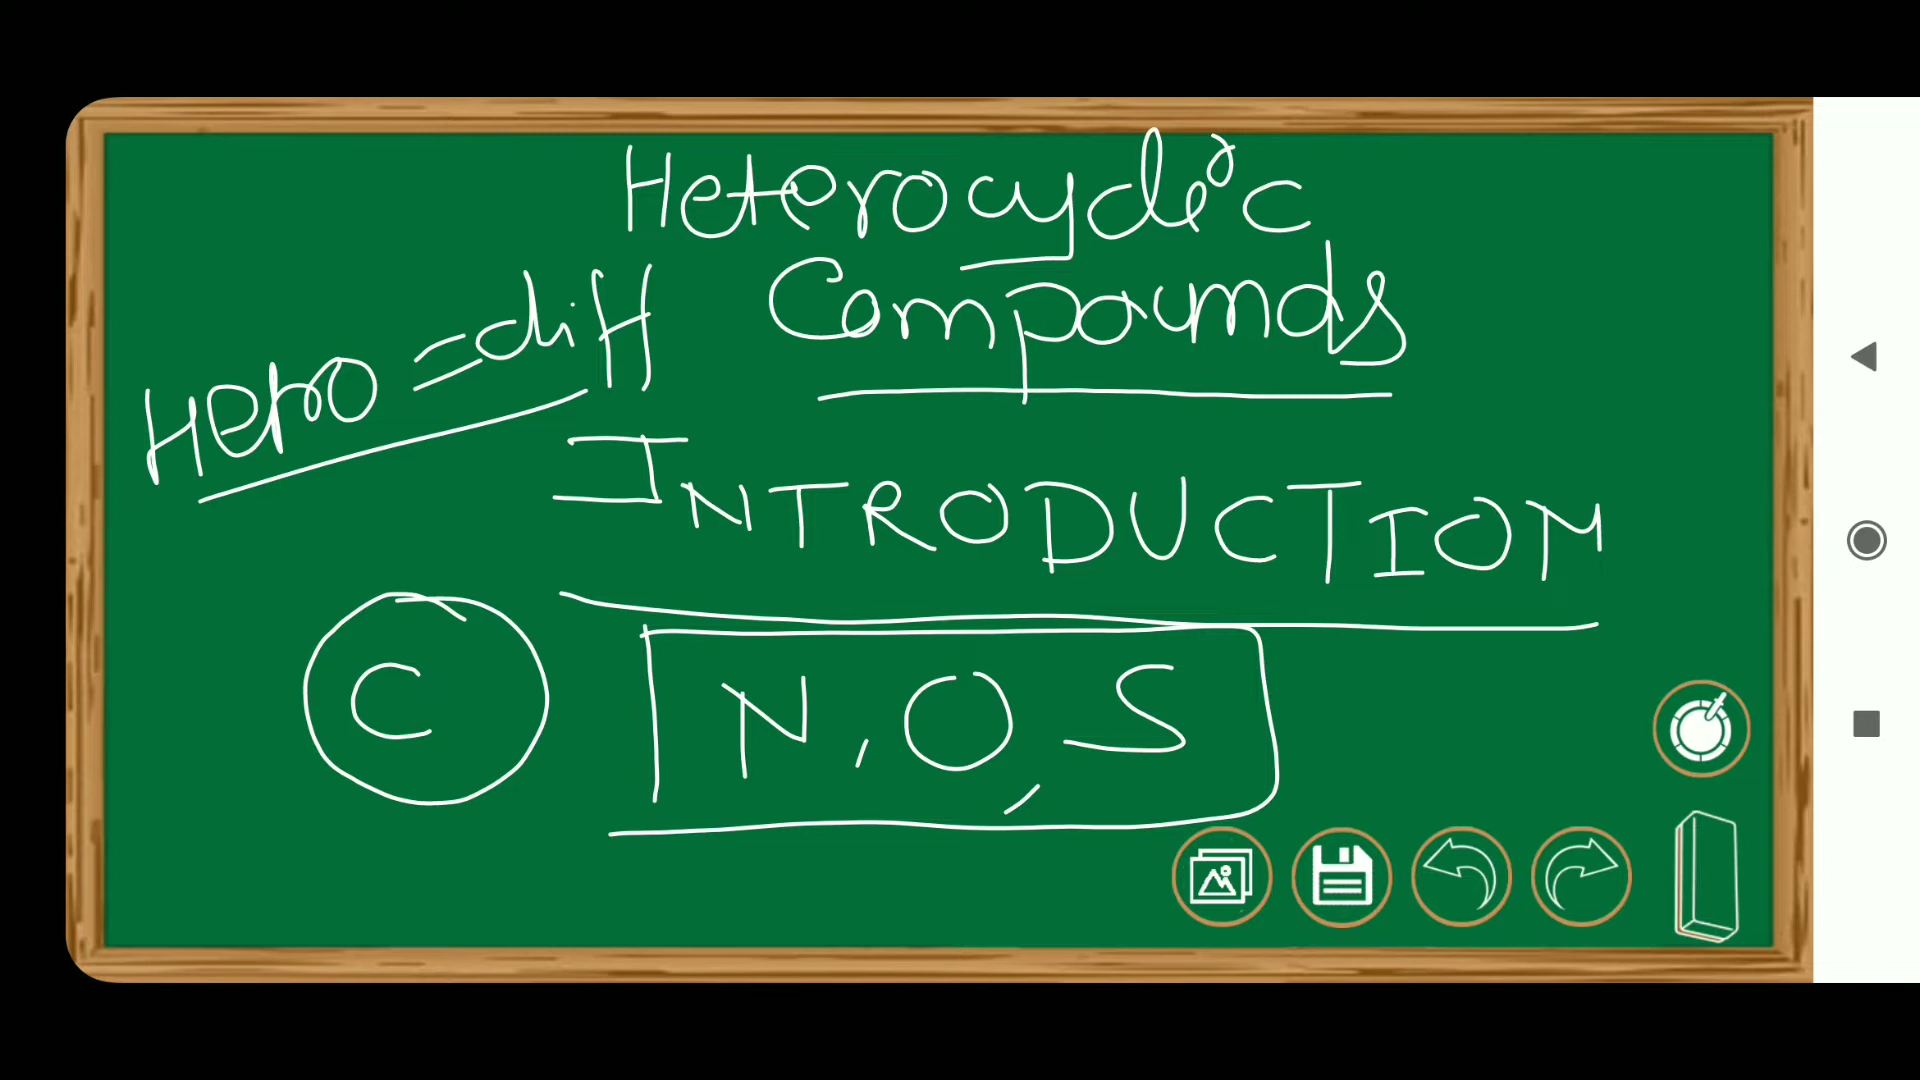 Heterocyclic
Compounds
Hetro = diff
INTRODUCTION
C
N, O, S